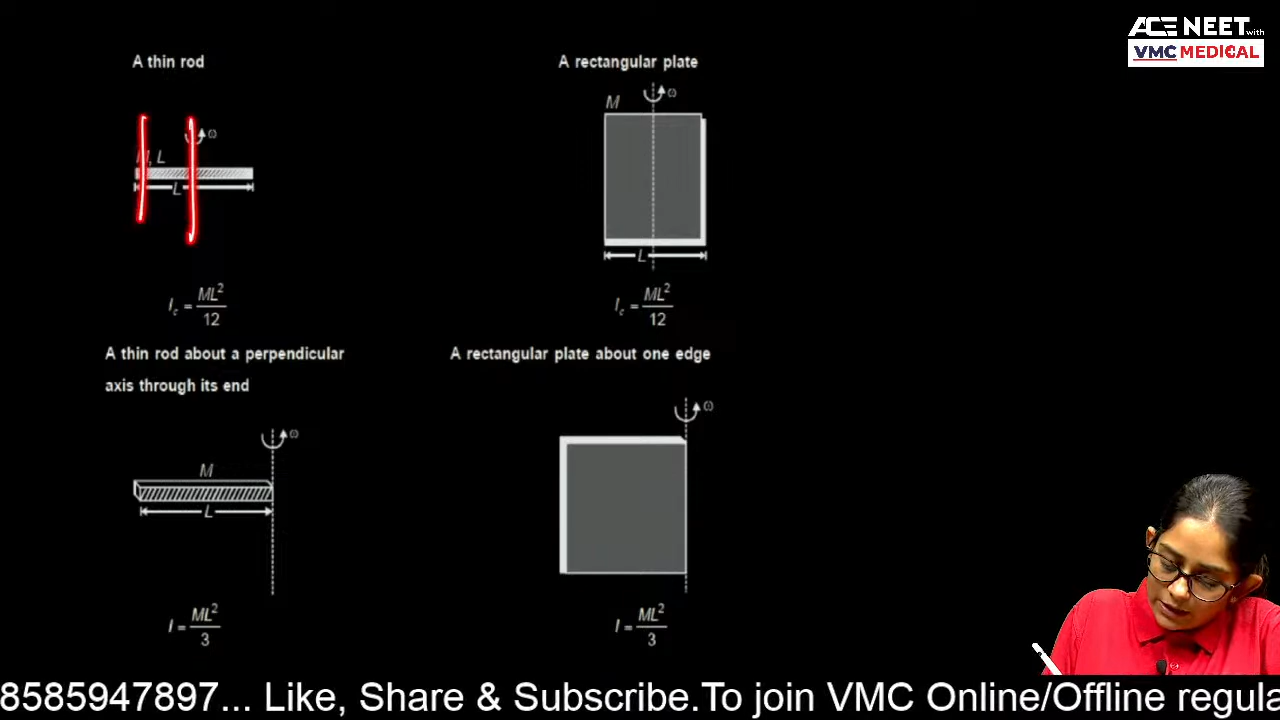 ACE NEET with
VMC MEDICAL
A thin rod
ω
M, L
L
I_c = ML²/12
A rectangular plate
ω
M
L
I_c = ML²/12
A thin rod about a perpendicular
axis through its end
ω
M
L
I = ML²/3
A rectangular plate about one edge
ω
I = ML²/3
8585947897... Like, Share & Subscribe.To join VMC Online/Offline regula